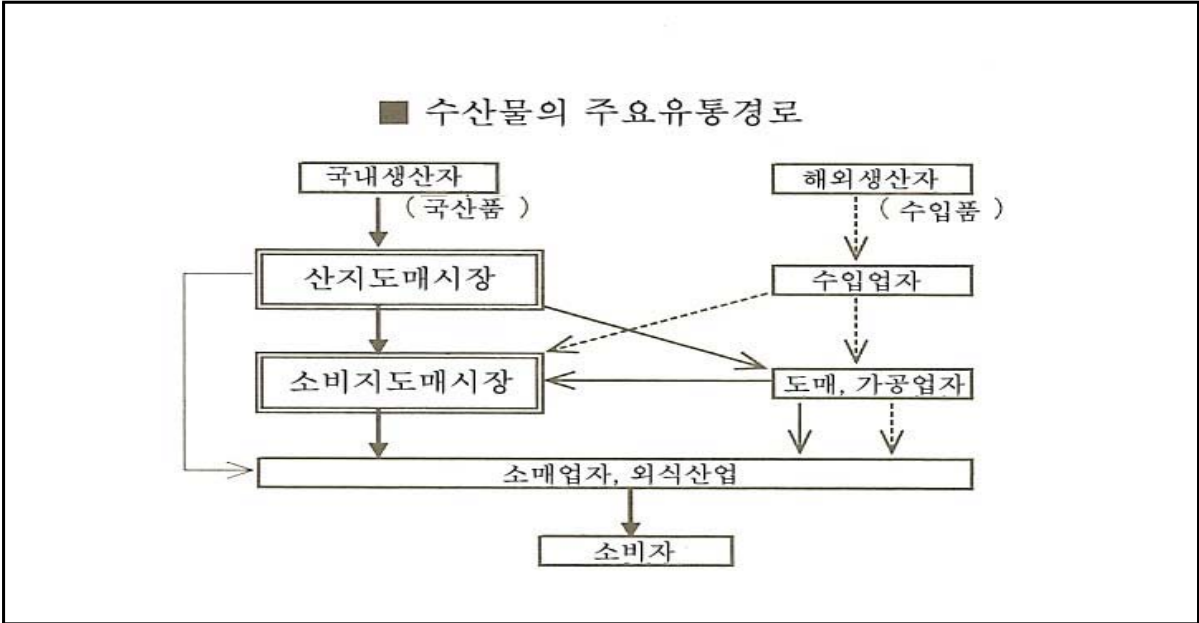 ■ 수산물의 주요유통경로
국내생산자
해외생산자
( 국산품 )
( 수입품 )
산지도매시장
수입업자
소비지도매시장
도매, 가공업자
소매업자, 외식산업
소비자